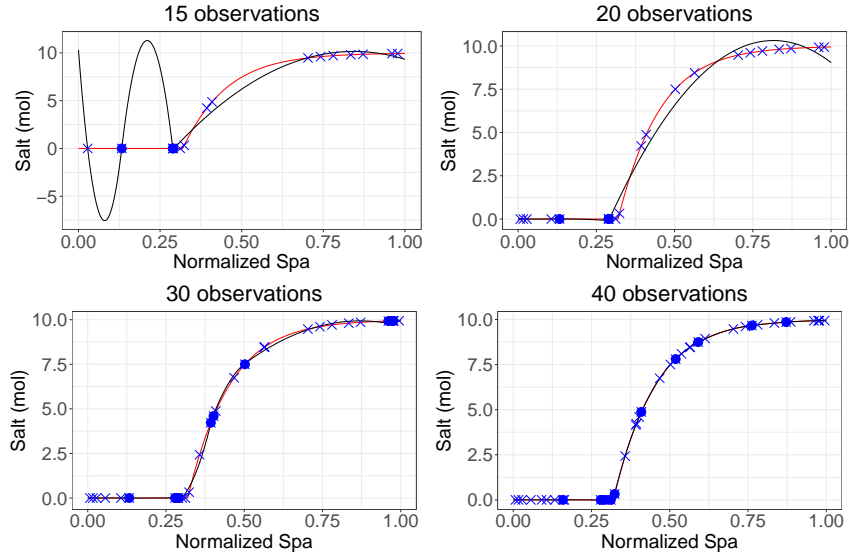 15 observations
10
5
0
−5
0.00 0.25 0.50 0.75 1.00
Salt (mol)
Normalized Spa
20 observations
10.0
7.5
5.0
2.5
0.0
0.00 0.25 0.50 0.75 1.00
Salt (mol)
Normalized Spa
30 observations
10.0
7.5
5.0
2.5
0.0
0.00 0.25 0.50 0.75 1.00
Salt (mol)
Normalized Spa
40 observations
10.0
7.5
5.0
2.5
0.0
0.00 0.25 0.50 0.75 1.00
Salt (mol)
Normalized Spa